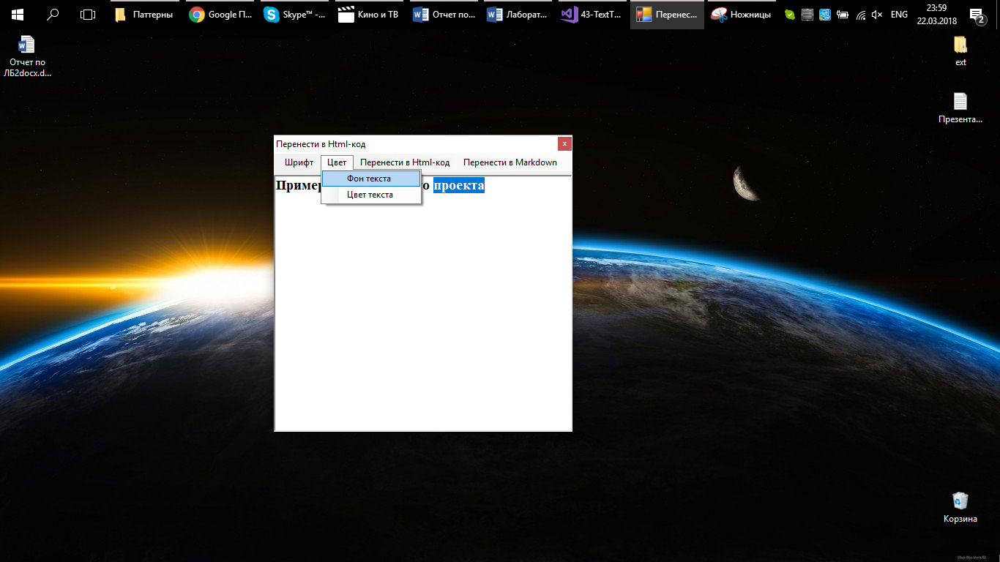 Паттерны
Google П...
Skype™ -...
Кино и ТВ
Отчет по...
Лаборат...
43-TextT...
Перенес...
Ножницы
ENG
23:59
22.03.2018
2
Отчет по
ЛБ2docx.d...
ext
Презента...
Перенести в Html-код
Шрифт Цвет Перенести в Html-код Перенести в Markdown
Фон текста
Цвет текста
проекта
Корзина